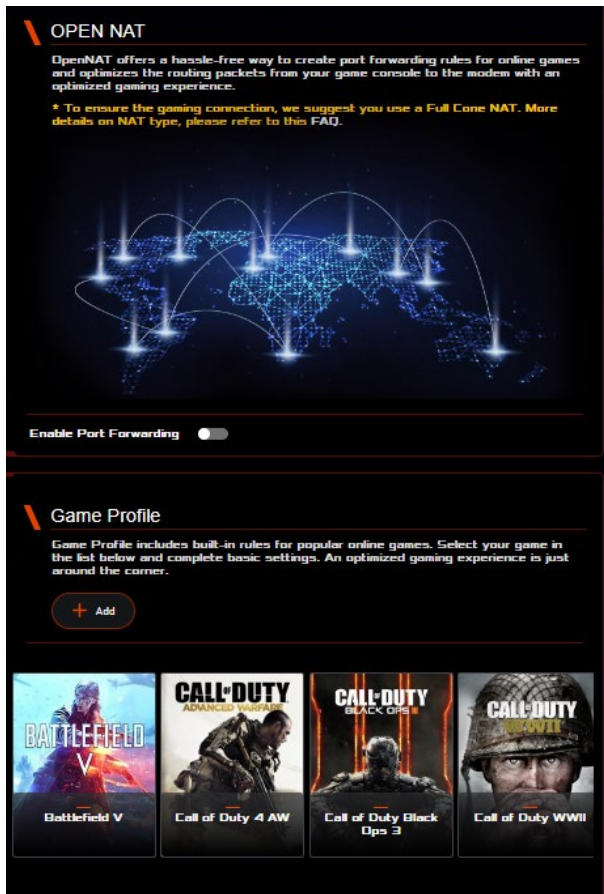 OPEN NAT
OpenNAT offers a hassle-free way to create port forwarding rules for online games
and optimizes the routing packets from your game console to the modem with an
optimized gaming experience.
* To ensure the gaming connection, we suggest you use a Full Cone NAT. More
details on NAT type, please refer to this FAQ.
Enable Port Forwarding
Game Profile
Game Profile includes built-in rules for popular online games. Select your game in
the list below and complete basic settings. An optimized gaming experience is just
around the corner.
+ Add
BATTLEFIELD
V
Battlefield V
CALL OF DUTY
ADVANCED WARFARE
Call of Duty 4 AW
CALL OF DUTY
BLACK OPS III
Call of Duty Black
Ops 3
CALL OF DUTY
WWII
Call of Duty WWII